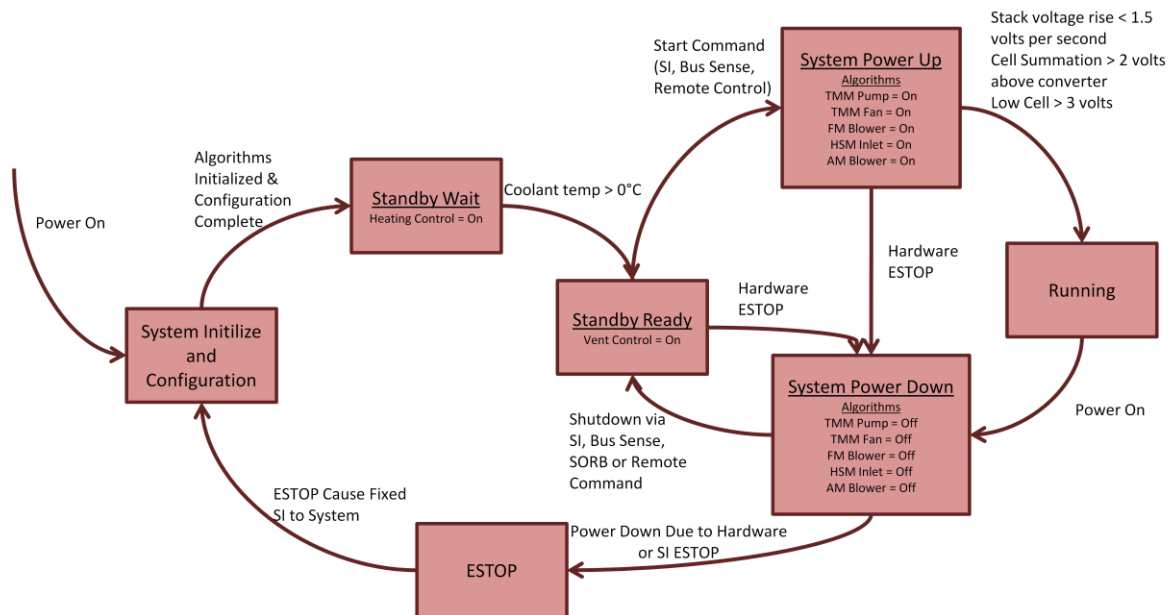 Power On
Algorithms
Initialized &
Configuration
Complete
System Initilize
and
Configuration
Standby Wait
Heating Control = On
Coolant temp > 0°C
Start Command
(SI, Bus Sense,
Remote Control)
System Power Up
Algorithms
TMM Pump = On
TMM Fan = On
FM Blower = On
HSM Inlet = On
AM Blower = On
Stack voltage rise < 1.5
volts per second
Cell Summation > 2 volts
above converter
Low Cell > 3 volts
Hardware
ESTOP
Running
Standby Ready
Vent Control = On
Hardware
ESTOP
System Power Down
Algorithms
TMM Pump = Off
TMM Fan = Off
FM Blower = Off
HSM Inlet = Off
AM Blower = Off
Power On
Shutdown via
SI, Bus Sense,
SORB or Remote
Command
Power Down Due to Hardware
or SI ESTOP
ESTOP
ESTOP Cause Fixed
SI to System